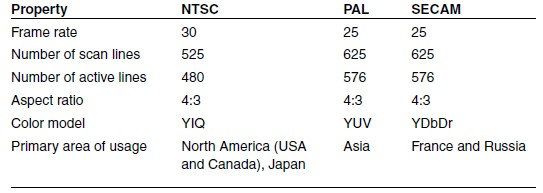 Property NTSC PAL SECAM
Frame rate 30 25 25
Number of scan lines 525 625 625
Number of active lines 480 576 576
Aspect ratio 4:3 4:3 4:3
Color model YIQ YUV YDbDr
Primary area of usage North America (USA Asia France and Russia
and Canada), Japan